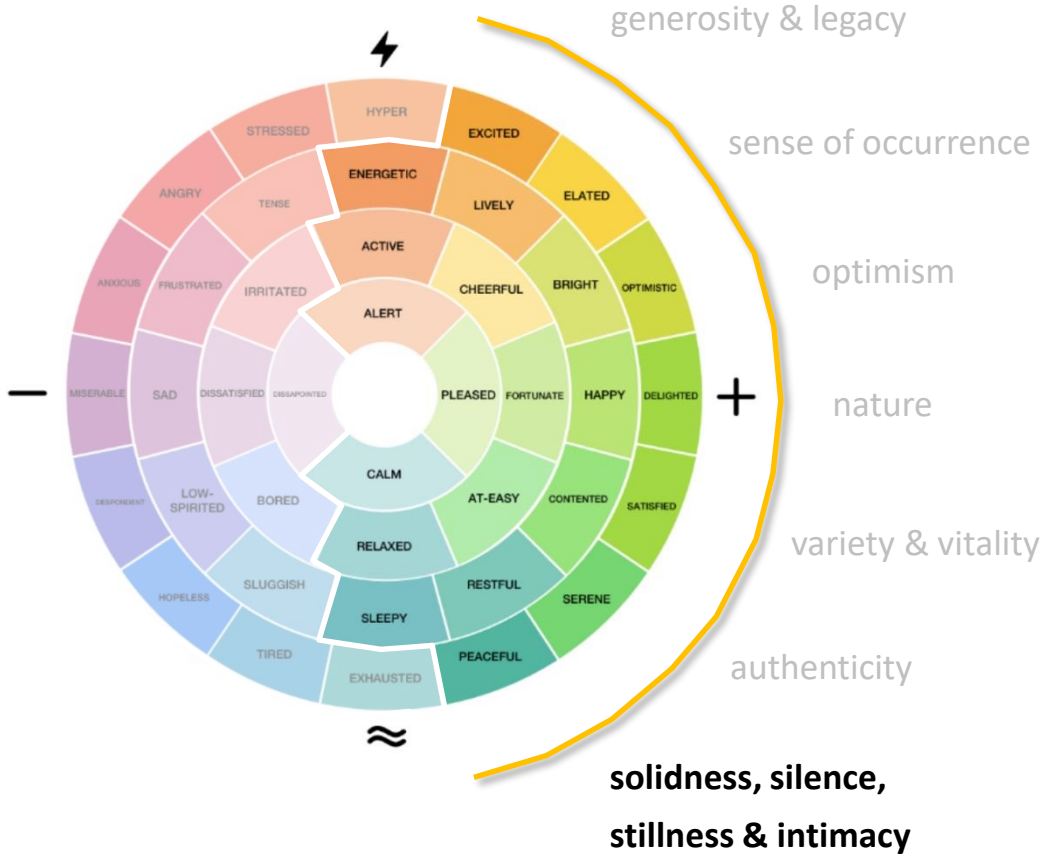 generosity & legacy
HYPER
STRESSED
EXCITED
sense of occurrence
ENERGETIC
ANGRY
ELATED
TENSE
LIVELY
ACTIVE
optimism
ANXIOUS
FRUSTRATED
IRRITATED
CHEERFUL
BRIGHT
OPTIMISTIC
ALERT
MISERABLE
SAD
DISSATISFIED
DISSAPOINTED
PLEASED
FORTUNATE
HAPPY
DELIGHTED
nature
CALM
DESPONDENT
LOW-
SPIRITED
BORED
AT-EASY
CONTENTED
SATISFIED
variety & vitality
RELAXED
HOPELESS
SLUGGISH
RESTFUL
SERENE
SLEEPY
TIRED
PEACEFUL
authenticity
EXHAUSTED
solidness, silence,
stillness & intimacy